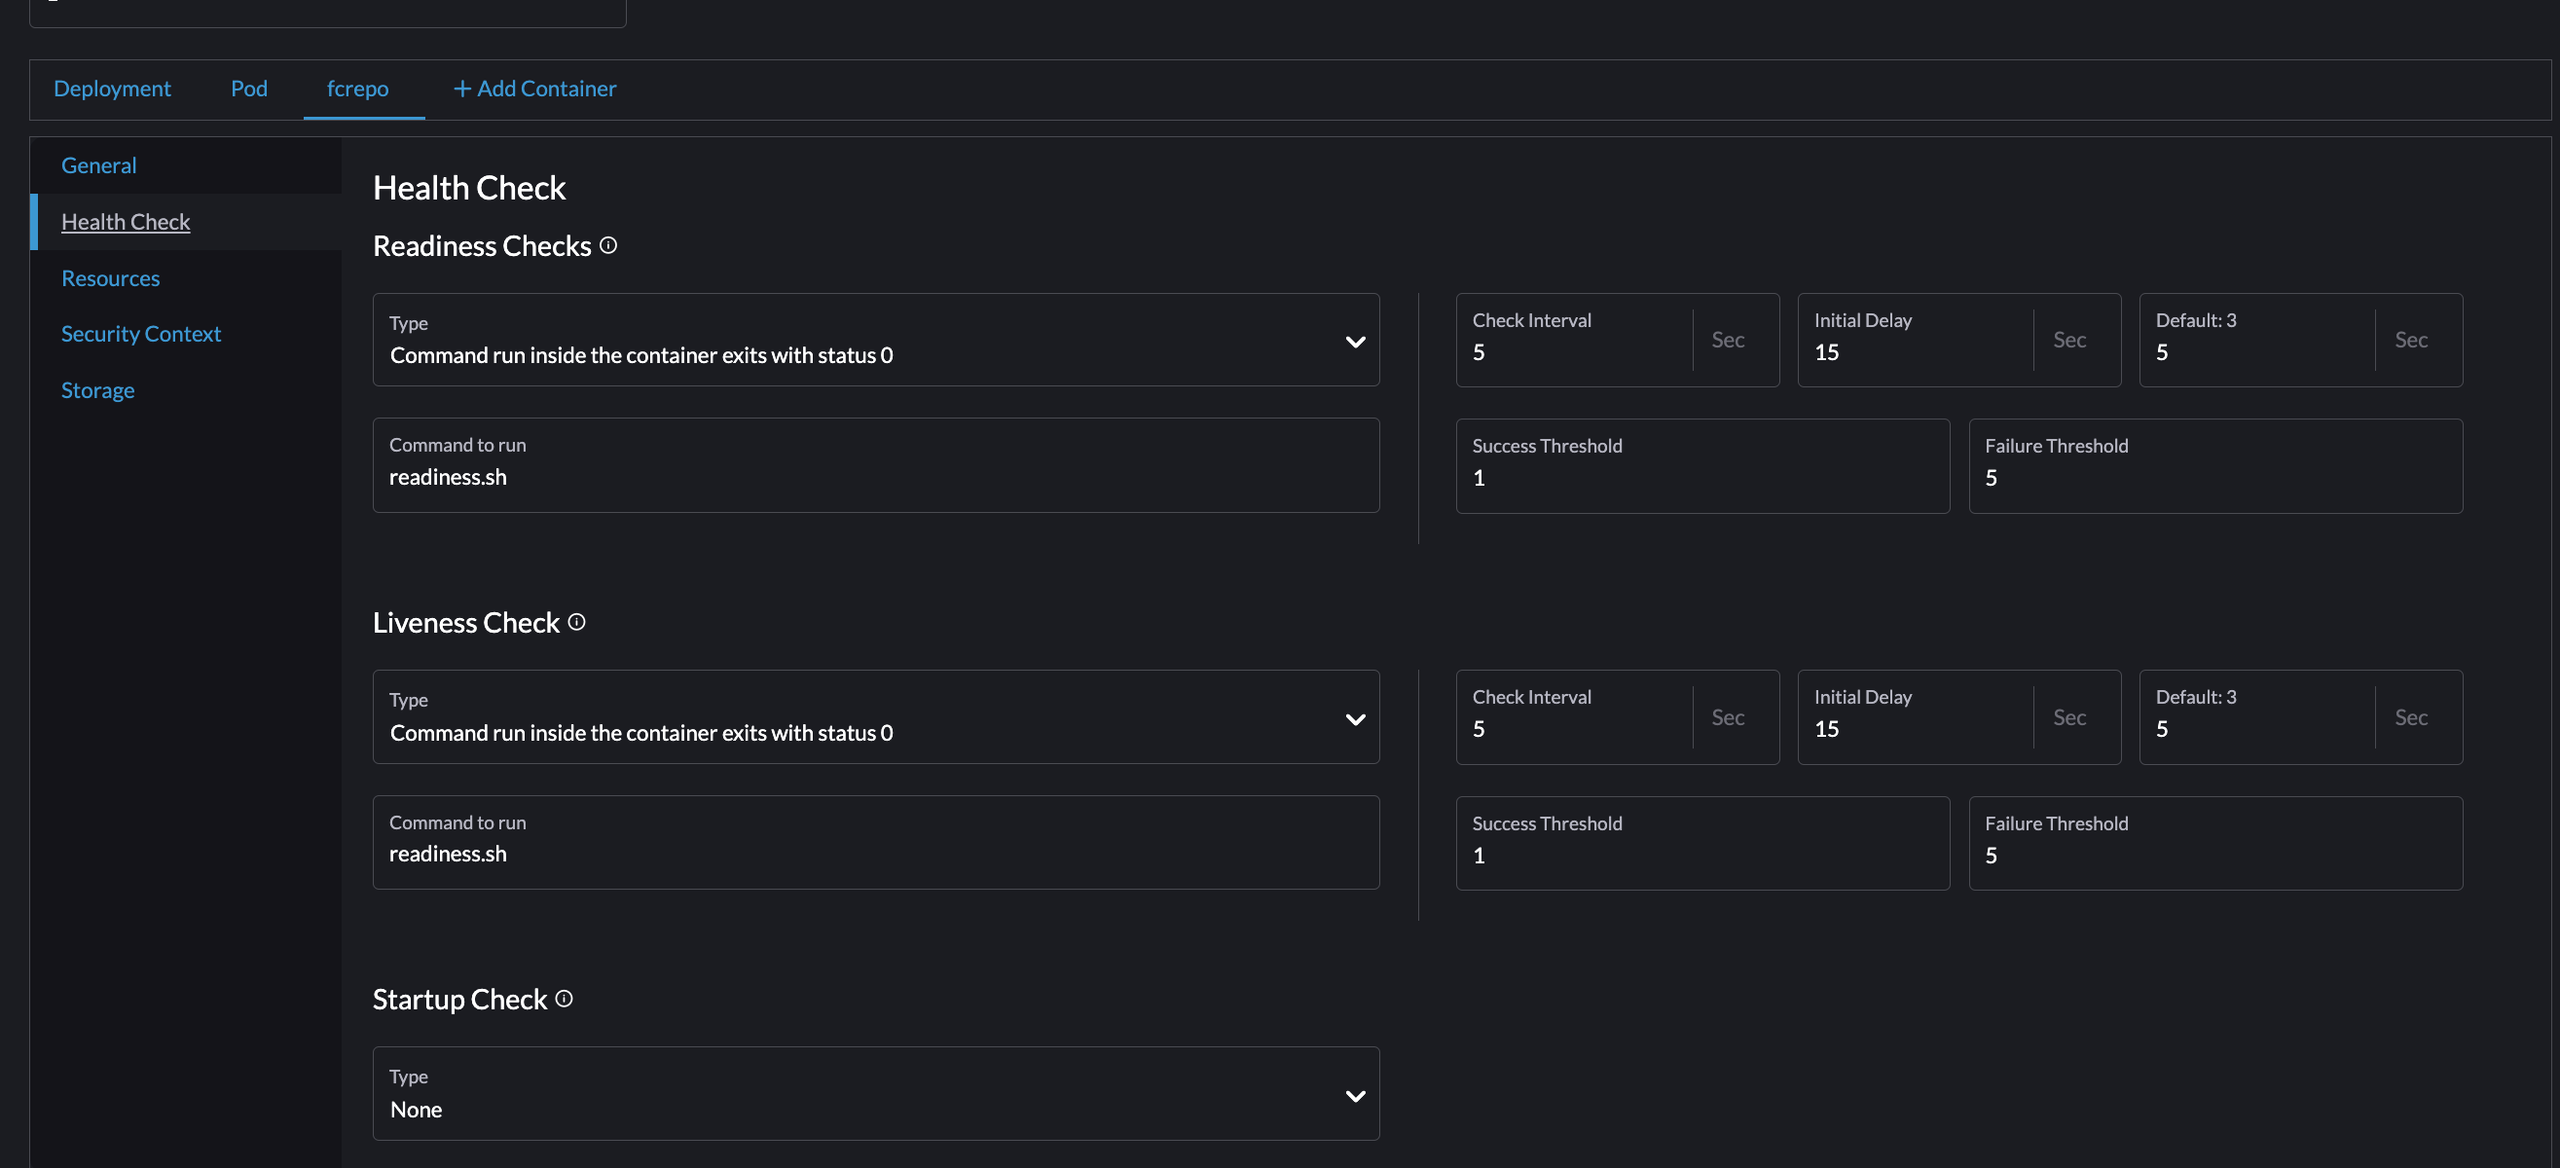 Deployment
Pod
fcrepo
+ Add Container
General
Health Check
Resources
Security Context
Storage
Health Check
Readiness Checks
Type
Command run inside the container exits with status 0
Check Interval
5
Sec
Initial Delay
15
Sec
Default: 3
5
Sec
Command to run
readiness.sh
Success Threshold
1
Failure Threshold
5
Liveness Check
Type
Command run inside the container exits with status 0
Check Interval
5
Sec
Initial Delay
15
Sec
Default: 3
5
Sec
Command to run
readiness.sh
Success Threshold
1
Failure Threshold
5
Startup Check
Type
None